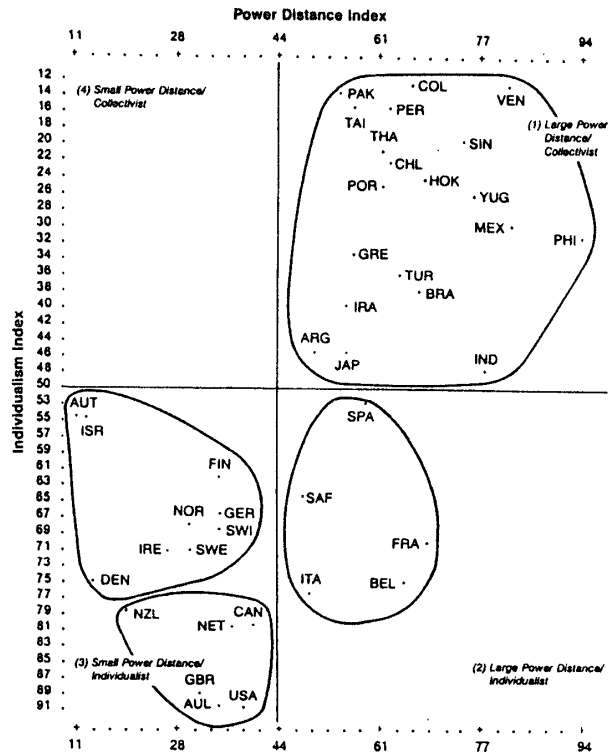 Power Distance Index
11 28 44 61 77 94
Individualism Index
12
14
16
18
20
22
24
26
28
30
32
34
36
38
40
42
44
46
48
50
53
55
57
59
61
63
65
67
69
71
73
75
77
79
81
83
85
87
89
91
(4) Small Power Distance/
Collectivist
(1) Large Power
Distance/
Collectivist
COL
PAK
VEN
PER
TAI
THA
SIN
CHL
HOK
POR
YUG
MEX
PHI
GRE
TUR
BRA
IRA
ARG
JAP
IND
AUT
ISR
SPA
FIN
SAF
NOR
GER
SWI
IRE
SWE
FRA
DEN
ITA
BEL
NZL
CAN
NET
(3) Small Power Distance/
Individualist
(2) Large Power Distance/
Individualist
GBR
AUL
USA
11 28 44 61 77 94